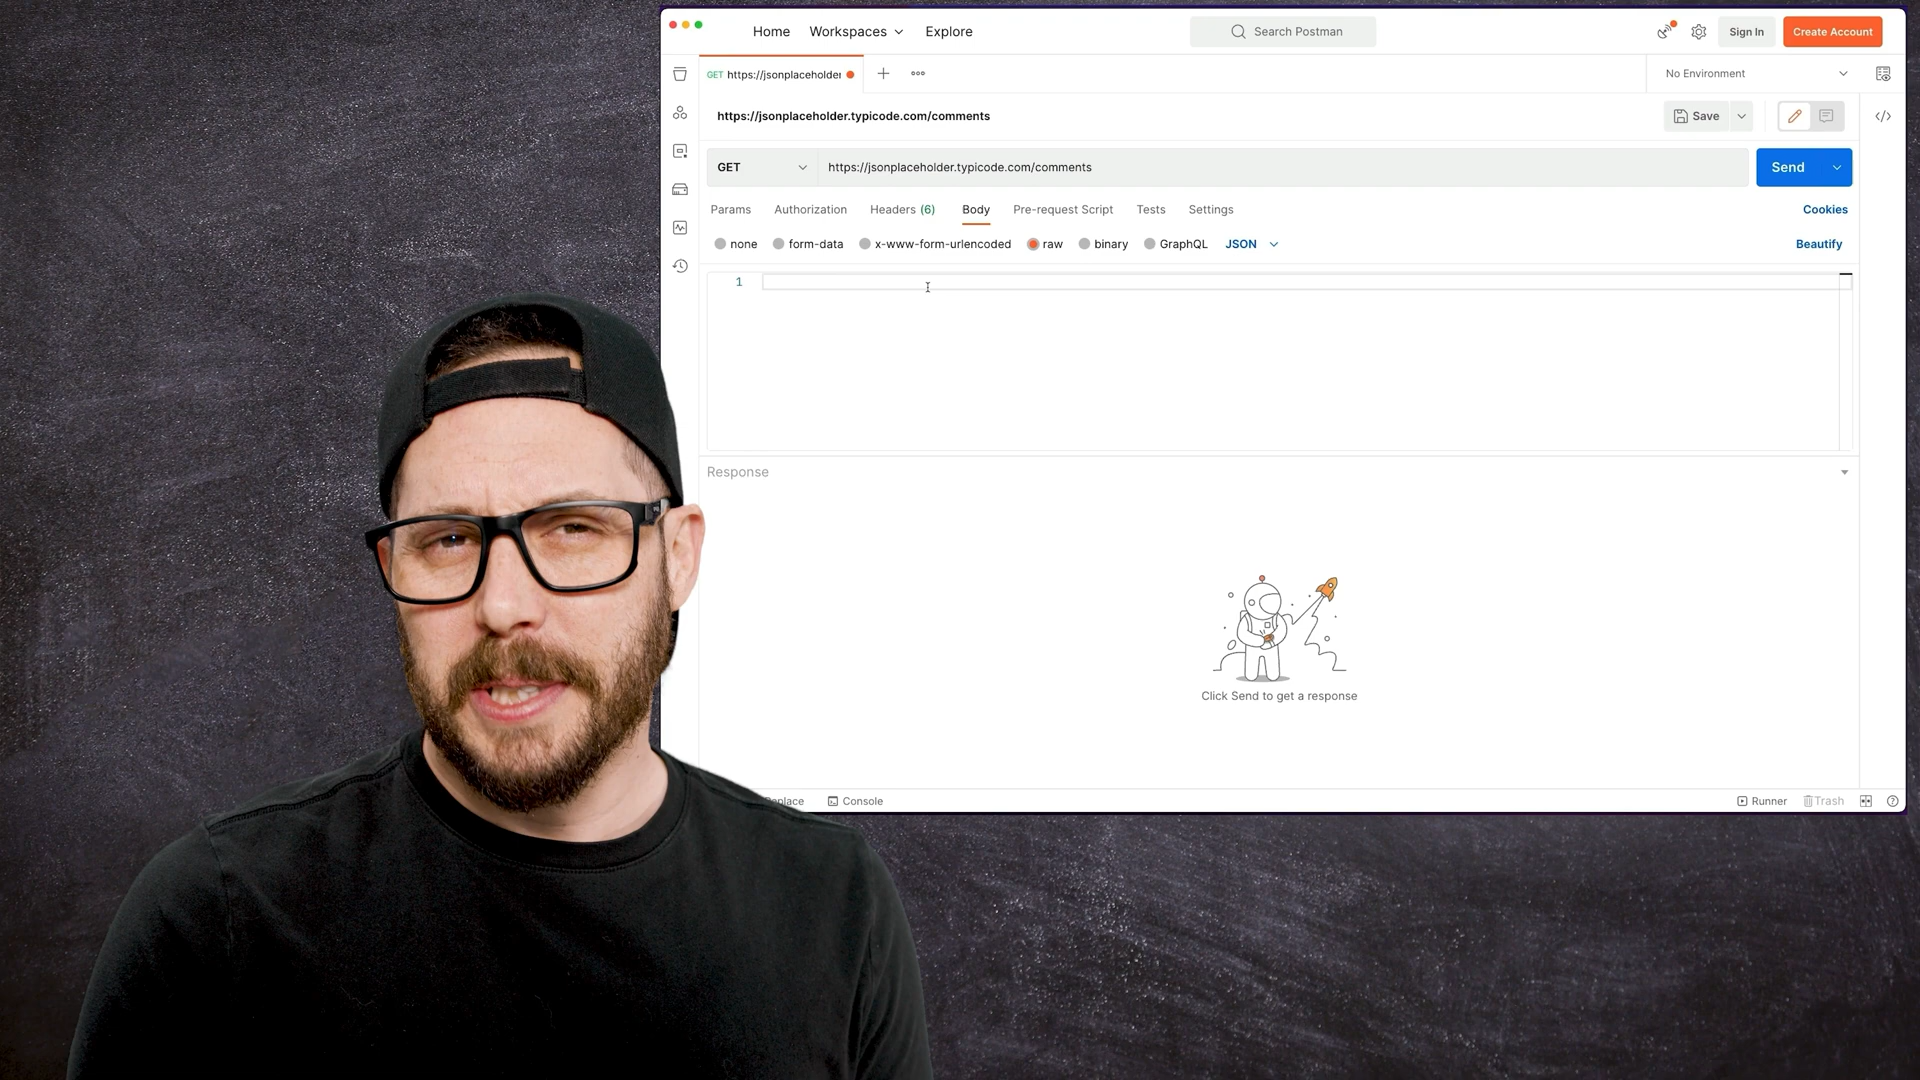 Home Workspaces Explore Search Postman Sign In Create Account
GET https://jsonplaceholder No Environment
https://jsonplaceholder.typicode.com/comments Save </>
GET https://jsonplaceholder.typicode.com/comments Send
Params Authorization Headers (6) Body Pre-request Script Tests Settings Cookies
none form-data x-www-form-urlencoded raw binary GraphQL JSON Beautify
1
Response
Click Send to get a response
Console Runner Trash